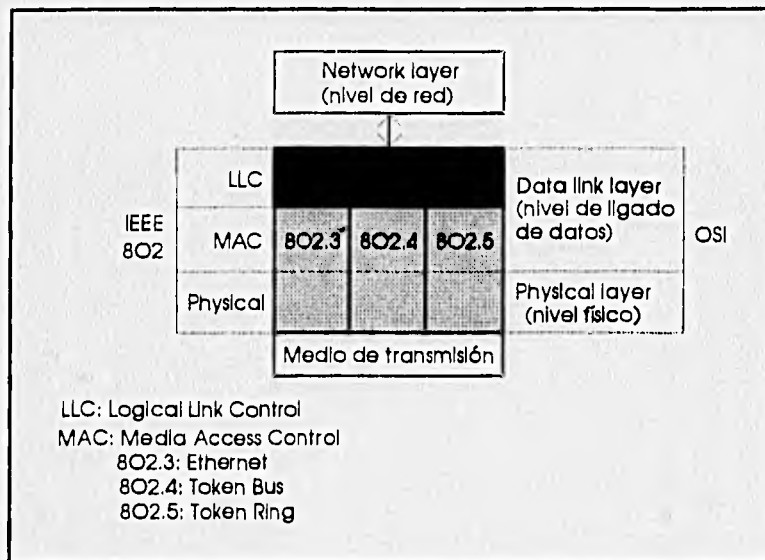 Network layer
(nivel de red)
LLC
Data link layer
(nivel de ligado
de datos)
IEEE
802
MAC
802.3
802.4
802.5
OSI
Physical
Physical layer
(nivel físico)
Medio de transmisión
LLC: Logical Link Control
MAC: Media Access Control
802.3: Ethernet
802.4: Token Bus
802.5: Token Ring